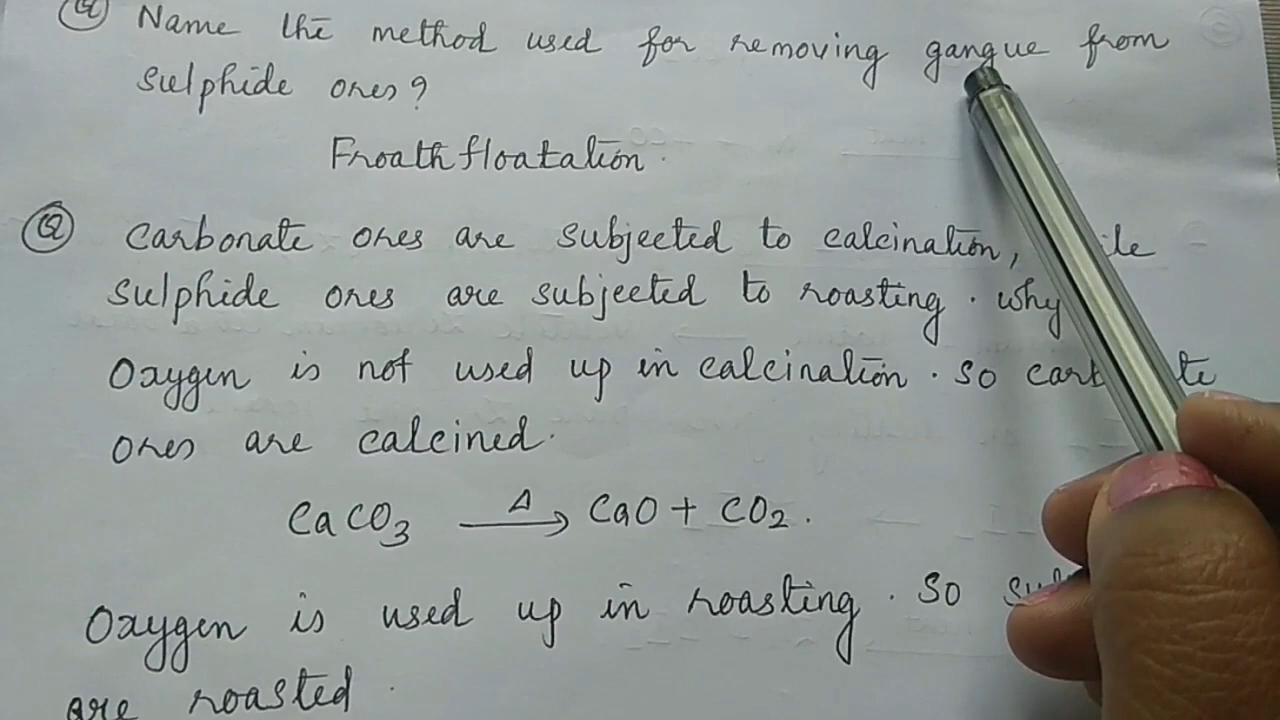 Q Name the method used for removing gangue from
sulphide ores?
Froathfloatation.
Q Carbonate ores are subjected to calcination,
sulphide ores are subjected to roasting. why
Oxygen is not used up in calcination. so
ores are calcined.
CaCO₃ —Δ→ CaO + CO₂.
Oxygen is used up in roasting. So
are roasted.